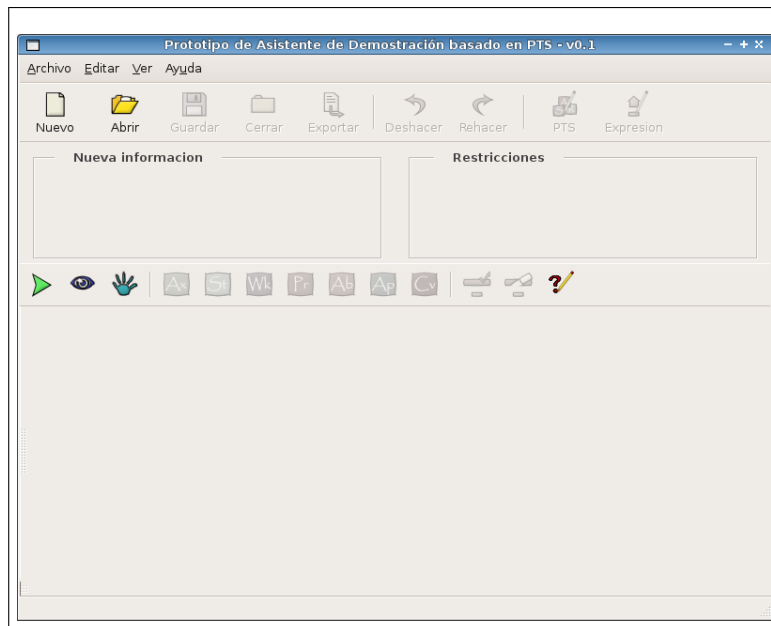 Prototipo de Asistente de Demostración basado en PTS - v0.1
Archivo Editar Ver Ayuda
Nuevo Abrir Guardar Cerrar Exportar Deshacer Rehacer PTS Expresion
Nueva informacion Restricciones
Ax St Wk Pr Ab Ap Cv ?